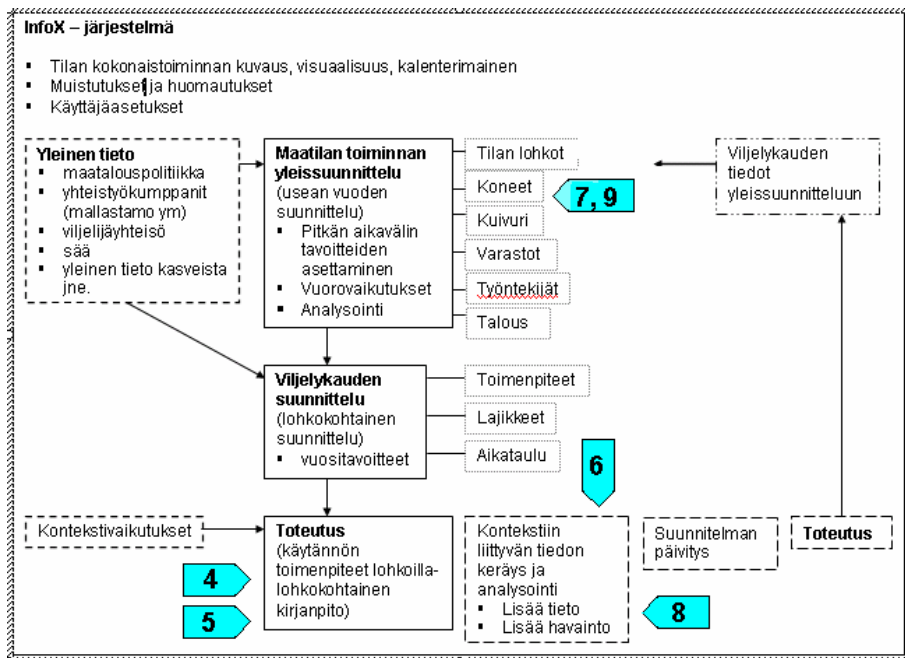 InfoX – järjestelmä
▪ Tilan kokonaistoiminnan kuvaus, visuaalisuus, kalenterimainen
▪ Muistutukset ja huomautukset
▪ Käyttäjäasetukset
Yleinen tieto
▪ maatalouspolitiikka
▪ yhteistyökumppanit
(mallastamo ym)
▪ viljelijäyhteisö
▪ sää
▪ yleinen tieto kasveista
jne.
Maatilan toiminnan
yleissuunnittelu
(usean vuoden
suunnittelu)
▪ Pitkän aikavälin
tavoitteiden
asettaminen
▪ Vuorovaikutukset
▪ Analysointi
Tilan lohkot
Koneet
Kuivuri
Varastot
Työntekijät
Talous
7, 9
Viljelykauden
tiedot
yleissuunnitteluun
Viljelykauden
suunnittelu
(lohkokohtainen
suunnittelu)
▪ vuositavoitteet
Toimenpiteet
Lajikkeet
Aikataulu
6
Kontekstivaikutukset
4
5
Toteutus
(käytännön
toimenpiteet lohkoilla-
lohkokohtainen
kirjanpito)
Kontekstiin
liittyvän tiedon
keräys ja
analysointi
▪ Lisää tieto
▪ Lisää havainto
8
Suunnitelman
päivitys
Toteutus